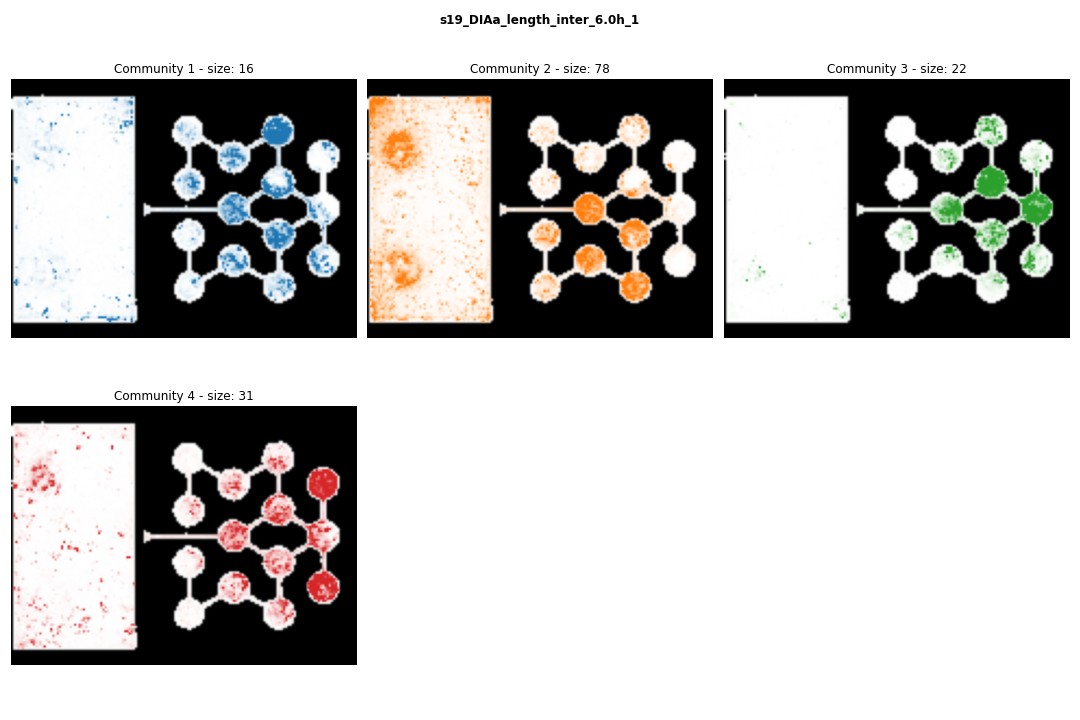 s19_DIAa_length_inter_6.0h_1
Community 1 - size: 16
Community 2 - size: 78
Community 3 - size: 22
Community 4 - size: 31